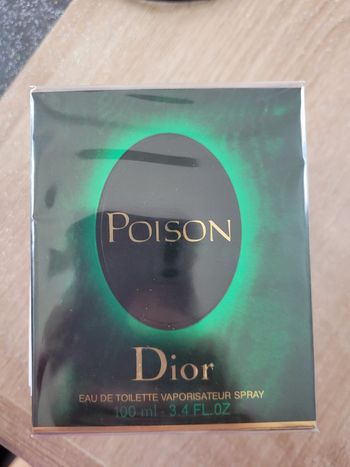 POISON
Dior
EAU DE TOILETTE VAPORISATEUR SPRAY
100 ml - 3.4 FL.OZ